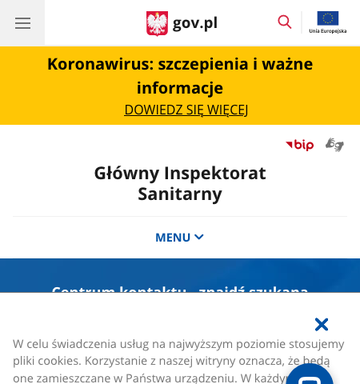 gov.pl
Unia Europejska
Koronawirus: szczepienia i ważne
informacje
DOWIEDZ SIĘ WIĘCEJ
bip
Główny Inspektorat
Sanitarny
MENU
Centrum kontaktu - znajdź szukaną
W celu świadczenia usług na najwyższym poziomie stosujemy
pliki cookies. Korzystanie z naszej witryny oznacza, że będą
one zamieszczane w Państwa urządzeniu. W każdym